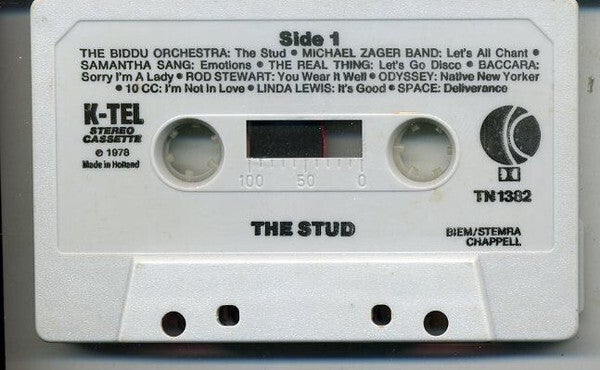 Side 1
THE BIDDU ORCHESTRA: The Stud • MICHAEL ZAGER BAND: Let's All Chant •
SAMANTHA SANG: Emotions • THE REAL THING: Let's Go Disco • BACCARA:
Sorry I'm A Lady • ROD STEWART: You Wear It Well • ODYSSEY: Native New Yorker
• 10 CC: I'm Not In Love • LINDA LEWIS: It's Good • SPACE: Deliverance
K-TEL
STEREO
CASSETTE
℗ 1978
Made in Holland
100 50 0
TN 1382
THE STUD
BIEM/STEMRA
CHAPPELL